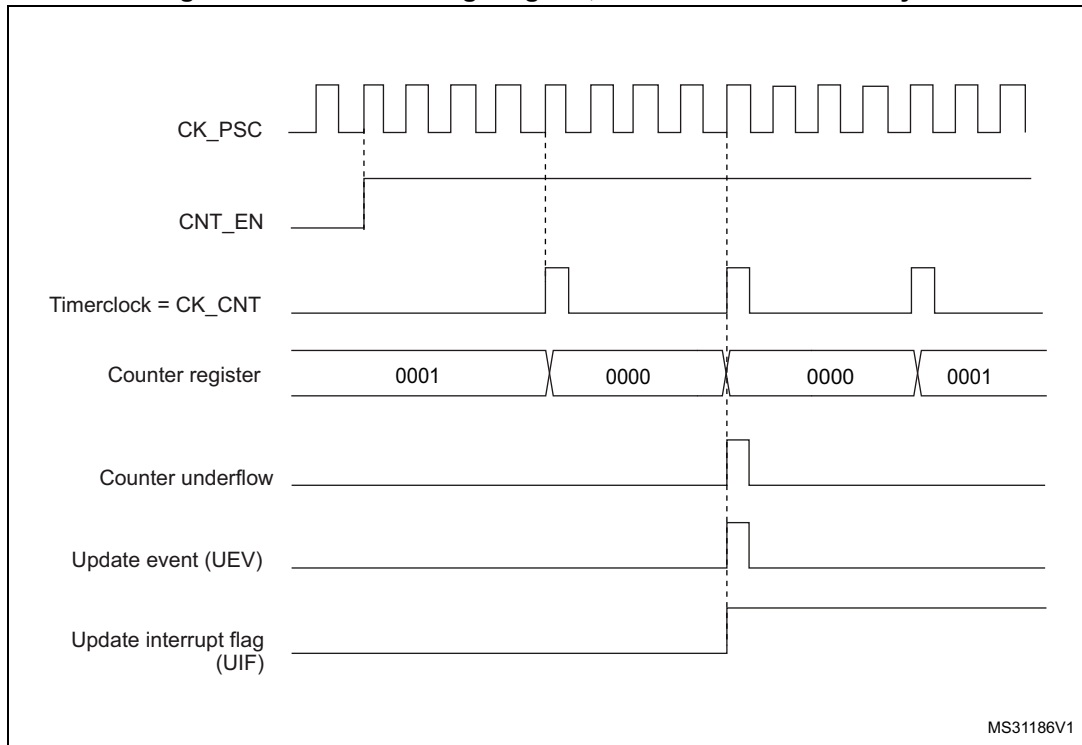 CK_PSC
CNT_EN
Timerclock = CK_CNT
Counter register
0001
0000
0000
0001
Counter underflow
Update event (UEV)
Update interrupt flag
(UIF)
MS31186V1